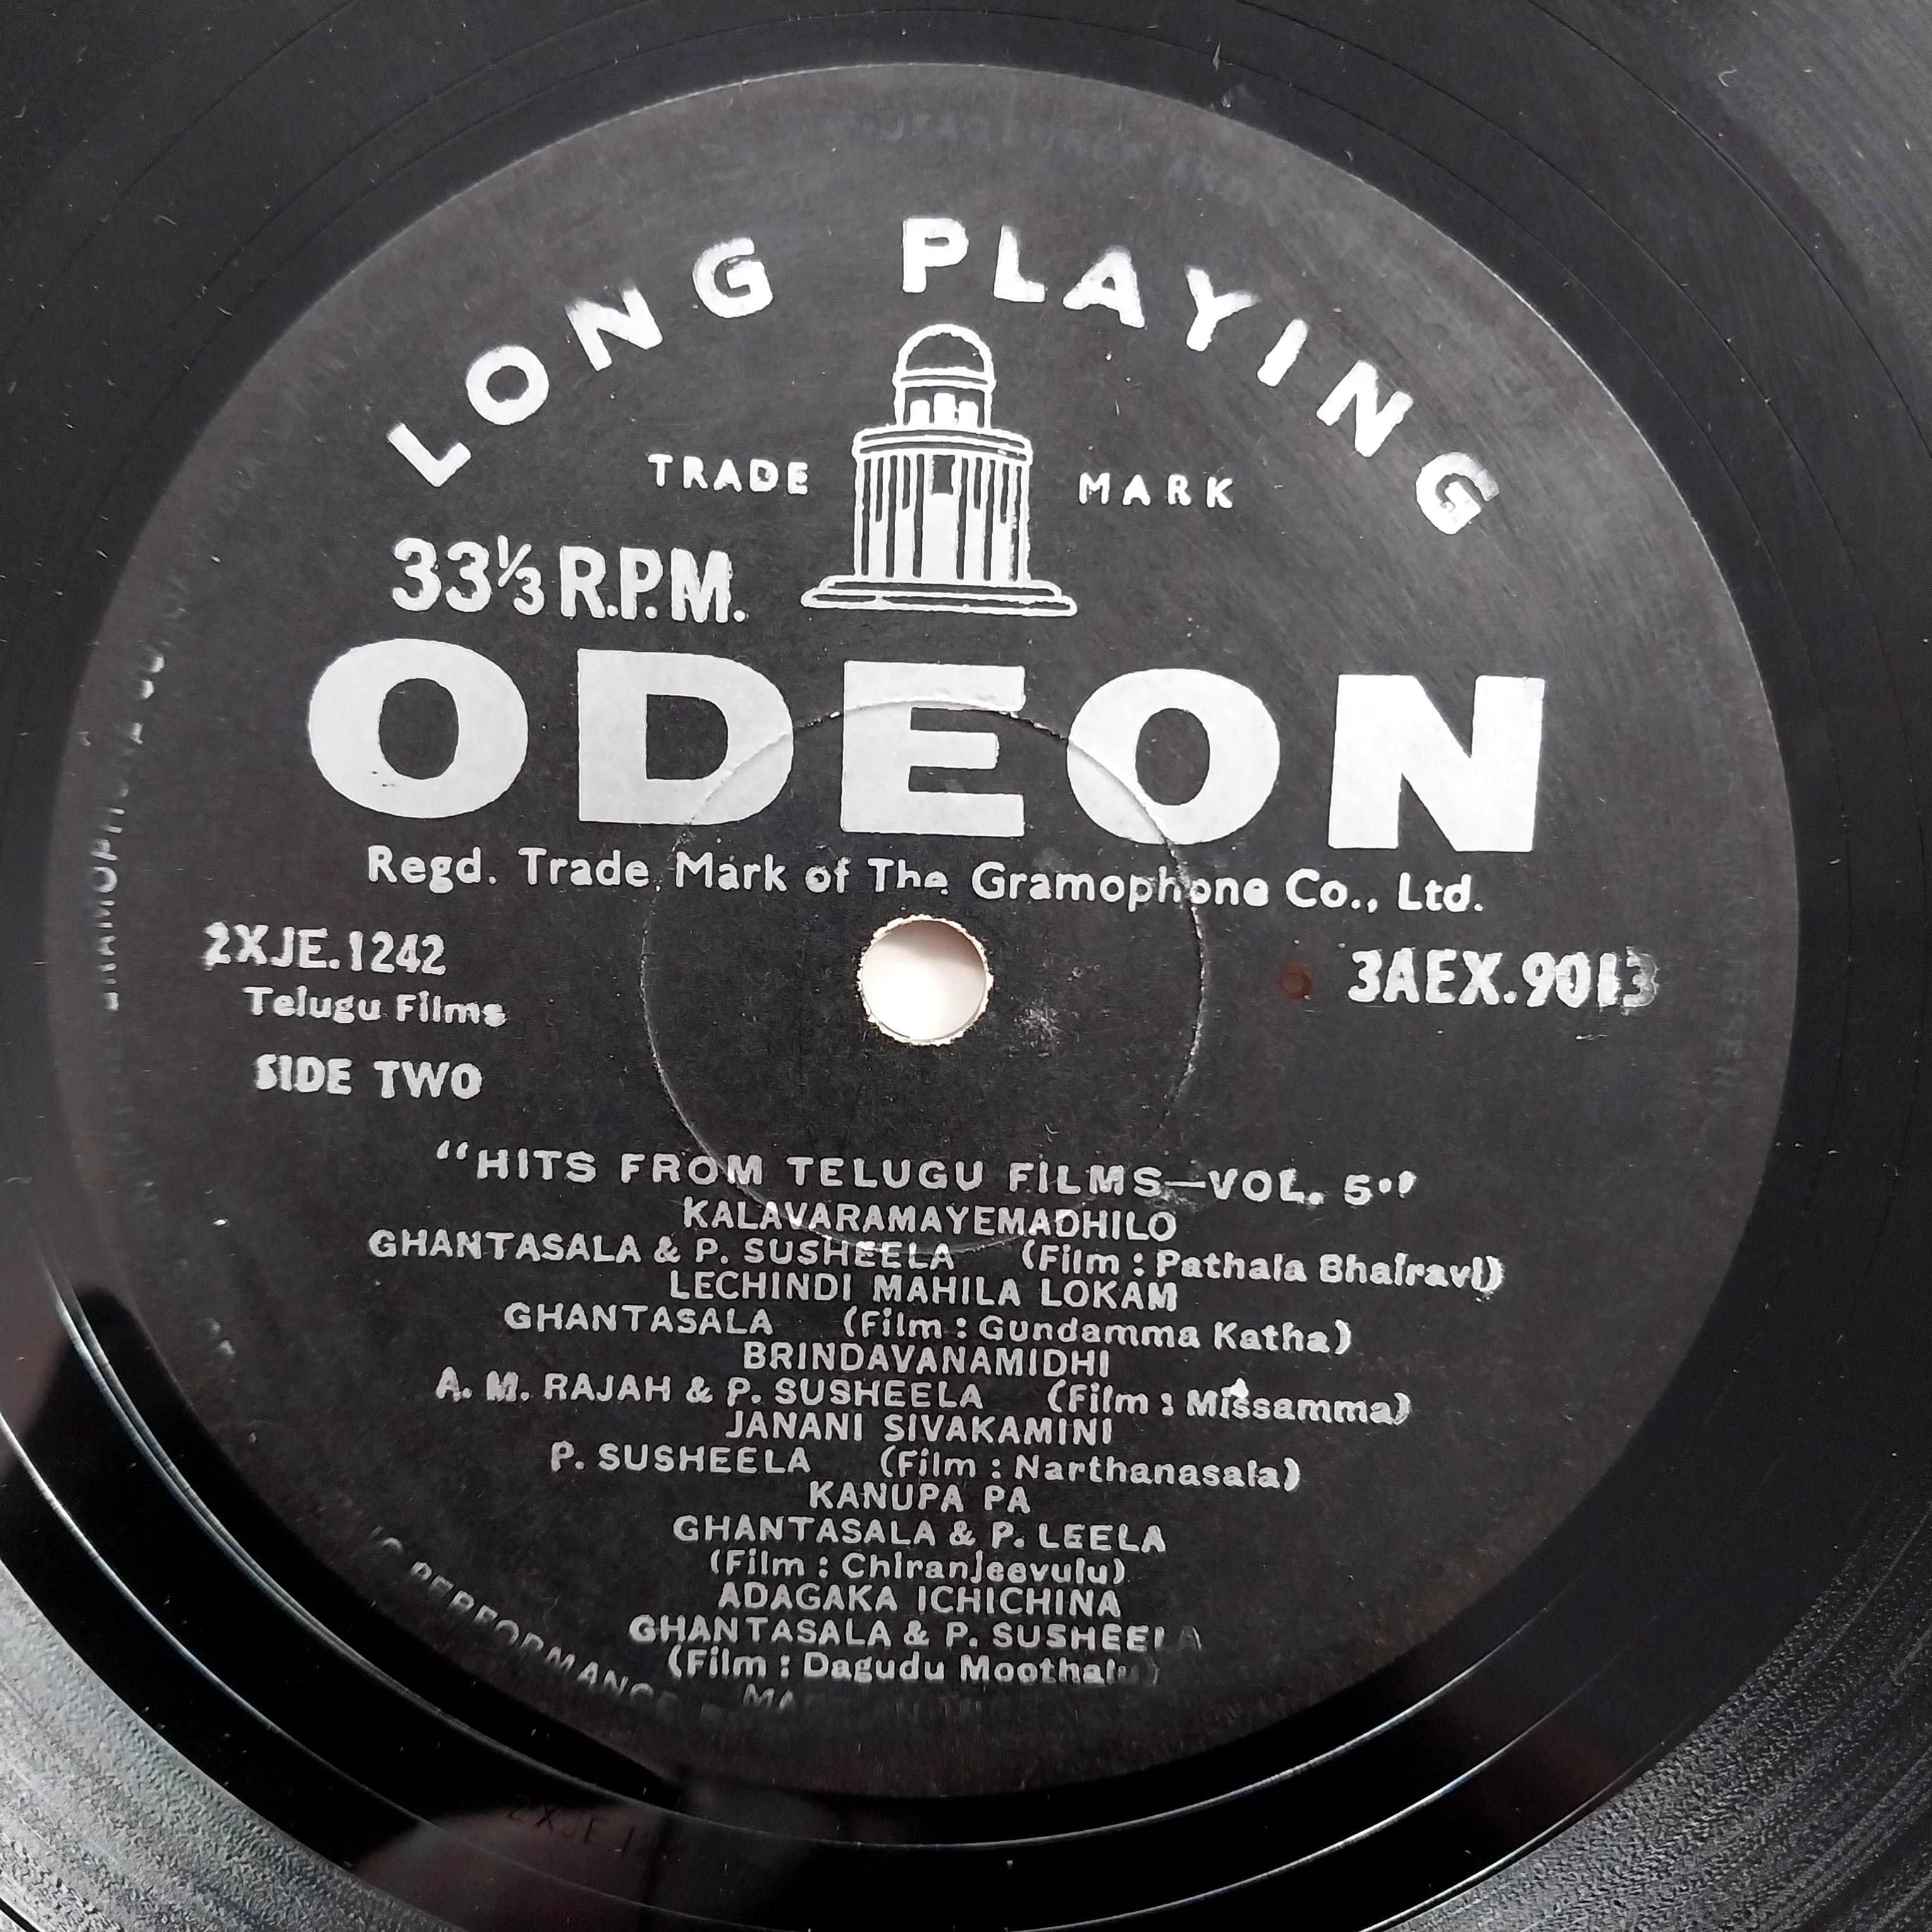 LONG PLAYING
TRADE MARK
33⅓ R.P.M.
ODEON
Regd. Trade Mark of The Gramophone Co., Ltd.
2XJE.1242
3AEX.9013
Telugu Films
SIDE TWO
"HITS FROM TELUGU FILMS—VOL. 5"
KALAVARAMAYEMADHILO
GHANTASALA & P. SUSHEELA (Film : Pathala Bhairavi)
LECHINDI MAHILA LOKAM
GHANTASALA (Film : Gundamma Katha)
BRINDAVANAMIDHI
A. M. RAJAH & P. SUSHEELA (Film : Missamma)
JANANI SIVAKAMINI
P. SUSHEELA (Film : Narthanasala)
KANUPA PA
GHANTASALA & P. LEELA
(Film : Chiranjeevulu)
ADAGAKA ICHICHINA
GHANTASALA & P. SUSHEELA
(Film : Dagudu Moothalu)
PERFORMANCE